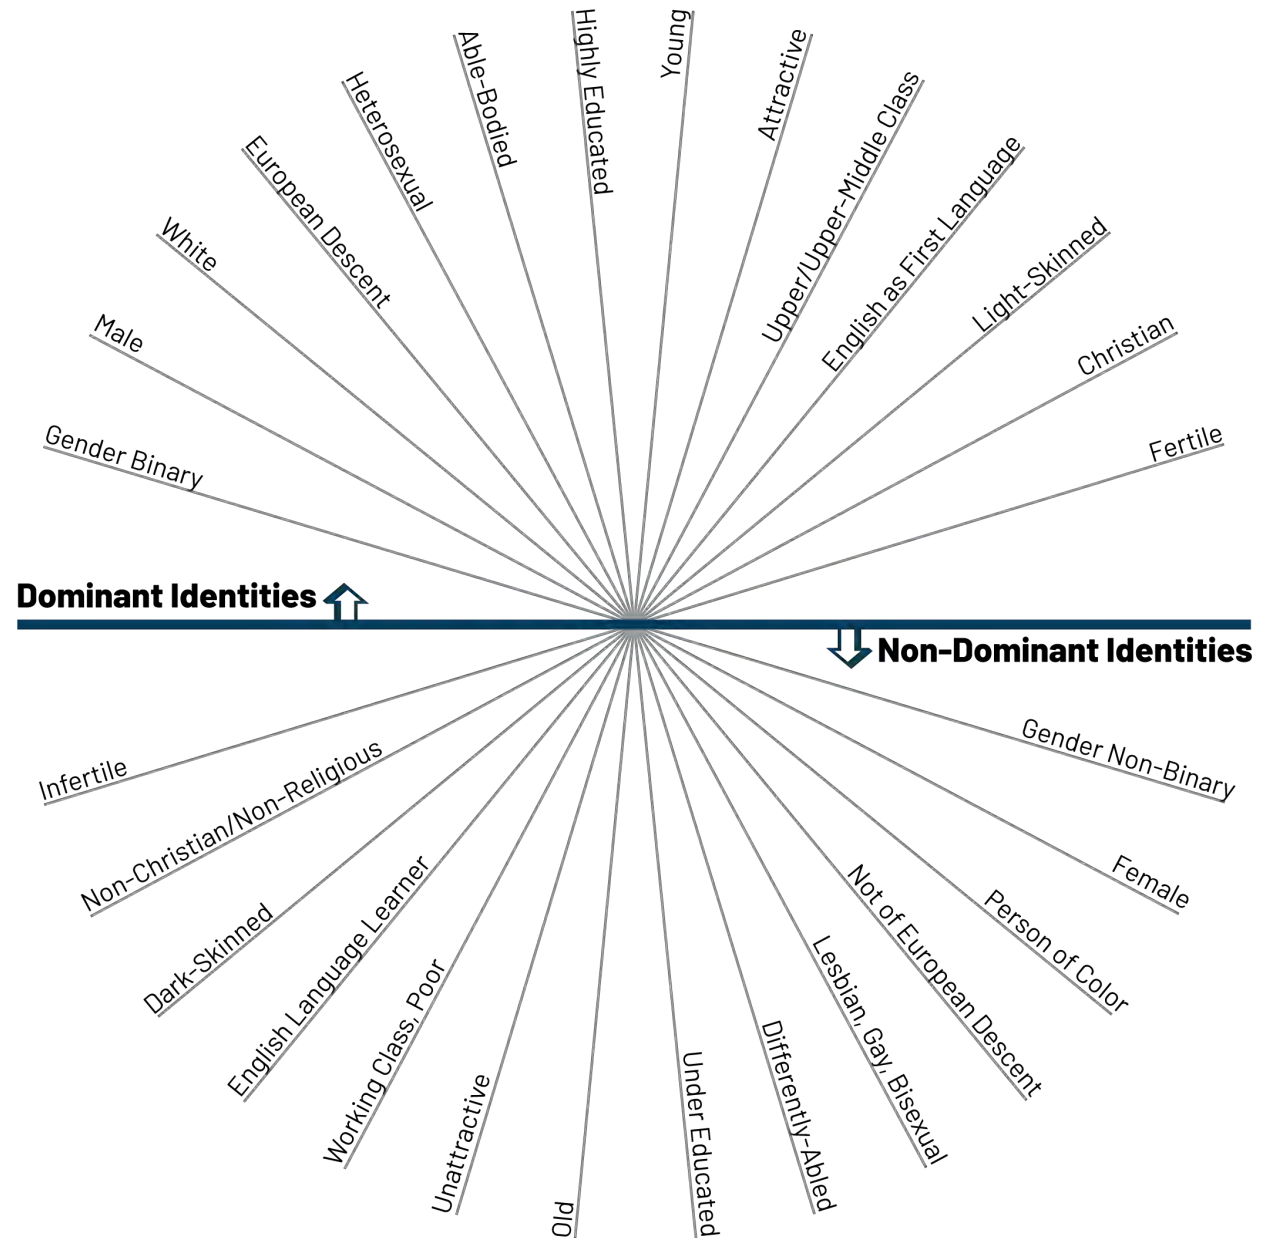 Gender Binary
Male
White
European Descent
Heterosexual
Able-Bodied
Highly Educated
Young
Attractive
Upper/Upper-Middle Class
English as First Language
Light-Skinned
Christian
Fertile
Dominant Identities
Non-Dominant Identities
Infertile
Non-Christian/Non-Religious
Dark-Skinned
English Language Learner
Working Class, Poor
Unattractive
Old
Under Educated
Differently-Abled
Lesbian, Gay, Bisexual
Not of European Descent
Person of Color
Female
Gender Non-Binary